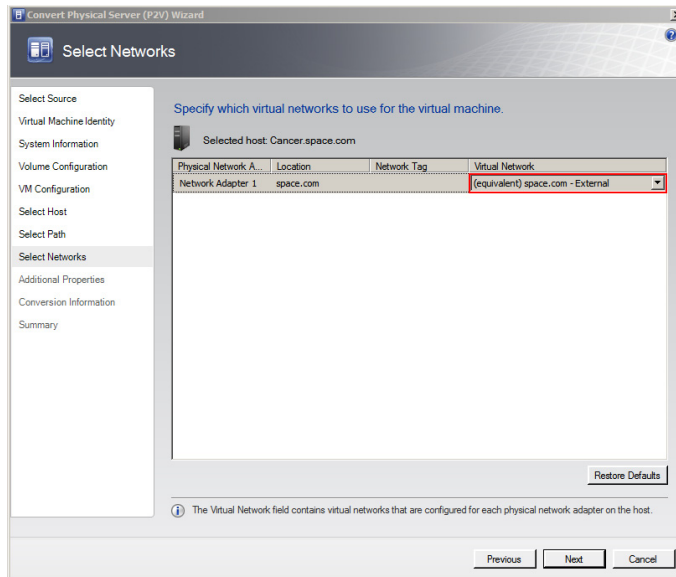 Convert Physical Server (P2V) Wizard
Select Networks
Select Source
Virtual Machine Identity
System Information
Volume Configuration
VM Configuration
Select Host
Select Path
Select Networks
Additional Properties
Conversion Information
Summary
Specify which virtual networks to use for the virtual machine.
Selected host: Cancer.space.com
Physical Network A... Location Network Tag Virtual Network
Network Adapter 1 space.com (equivalent) space.com - External
Restore Defaults
The Virtual Network field contains virtual networks that are configured for each physical network adapter on the host.
Previous Next Cancel